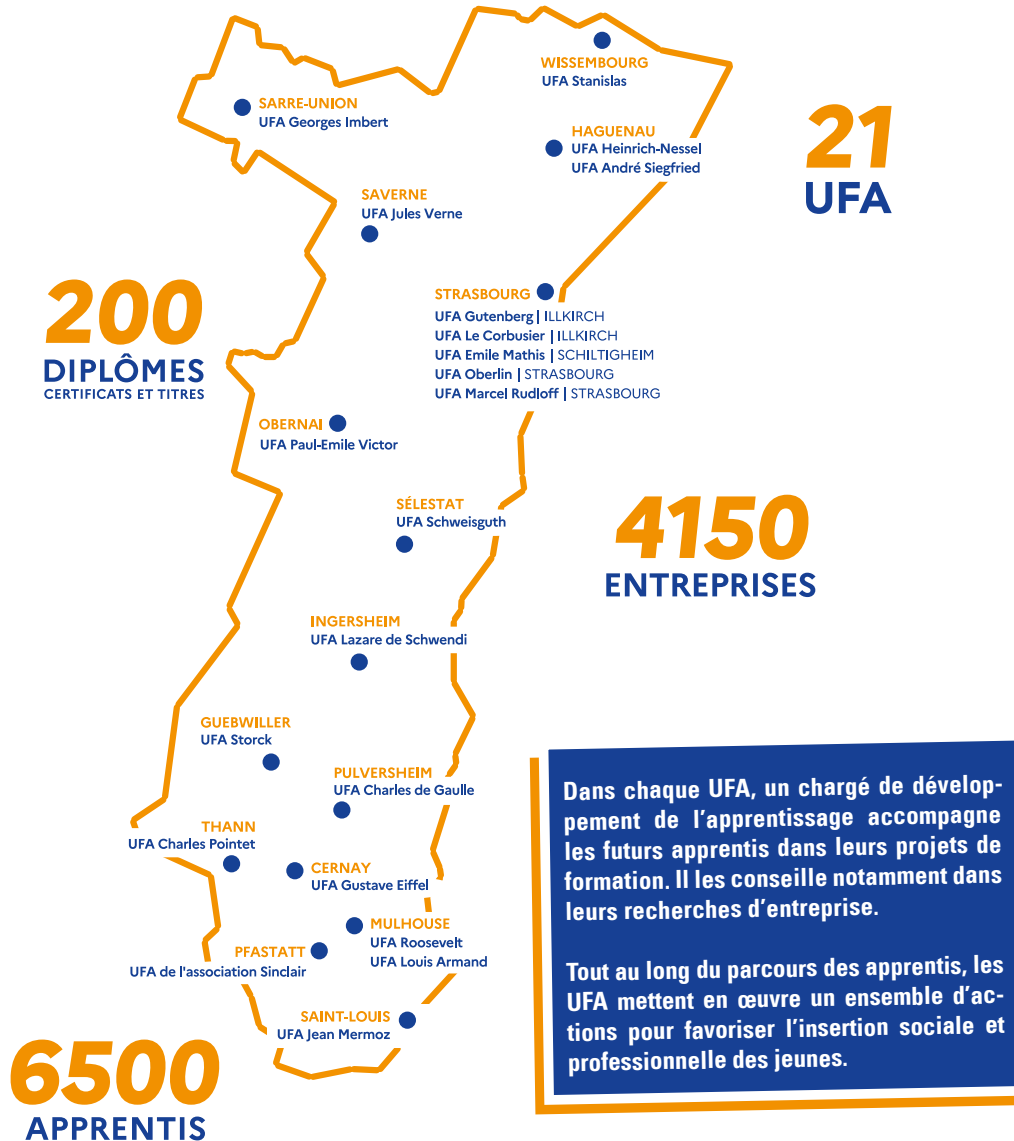 WISSEMBOURG
UFA Stanislas
SARRE-UNION
UFA Georges Imbert
HAGUENAU
UFA Heinrich-Nessel
UFA André Siegfried
21
UFA
SAVERNE
UFA Jules Verne
200
DIPLÔMES
CERTIFICATS ET TITRES
STRASBOURG
UFA Gutenberg | ILLKIRCH
UFA Le Corbusier | ILLKIRCH
UFA Emile Mathis | SCHILTIGHEIM
UFA Oberlin | STRASBOURG
UFA Marcel Rudloff | STRASBOURG
OBERNAI
UFA Paul-Emile Victor
SÉLESTAT
UFA Schweisguth
4150
ENTREPRISES
INGERSHEIM
UFA Lazare de Schwendi
GUEBWILLER
UFA Storck
PULVERSHEIM
UFA Charles de Gaulle
THANN
UFA Charles Pointet
CERNAY
UFA Gustave Eiffel
MULHOUSE
UFA Roosevelt
UFA Louis Armand
PFASTATT
UFA de l'association Sinclair
SAINT-LOUIS
UFA Jean Mermoz
6500
APPRENTIS
Dans chaque UFA, un chargé de dévelop-
pement de l'apprentissage accompagne
les futurs apprentis dans leurs projets de
formation. Il les conseille notamment dans
leurs recherches d'entreprise.
Tout au long du parcours des apprentis, les
UFA mettent en œuvre un ensemble d'ac-
tions pour favoriser l'insertion sociale et
professionnelle des jeunes.